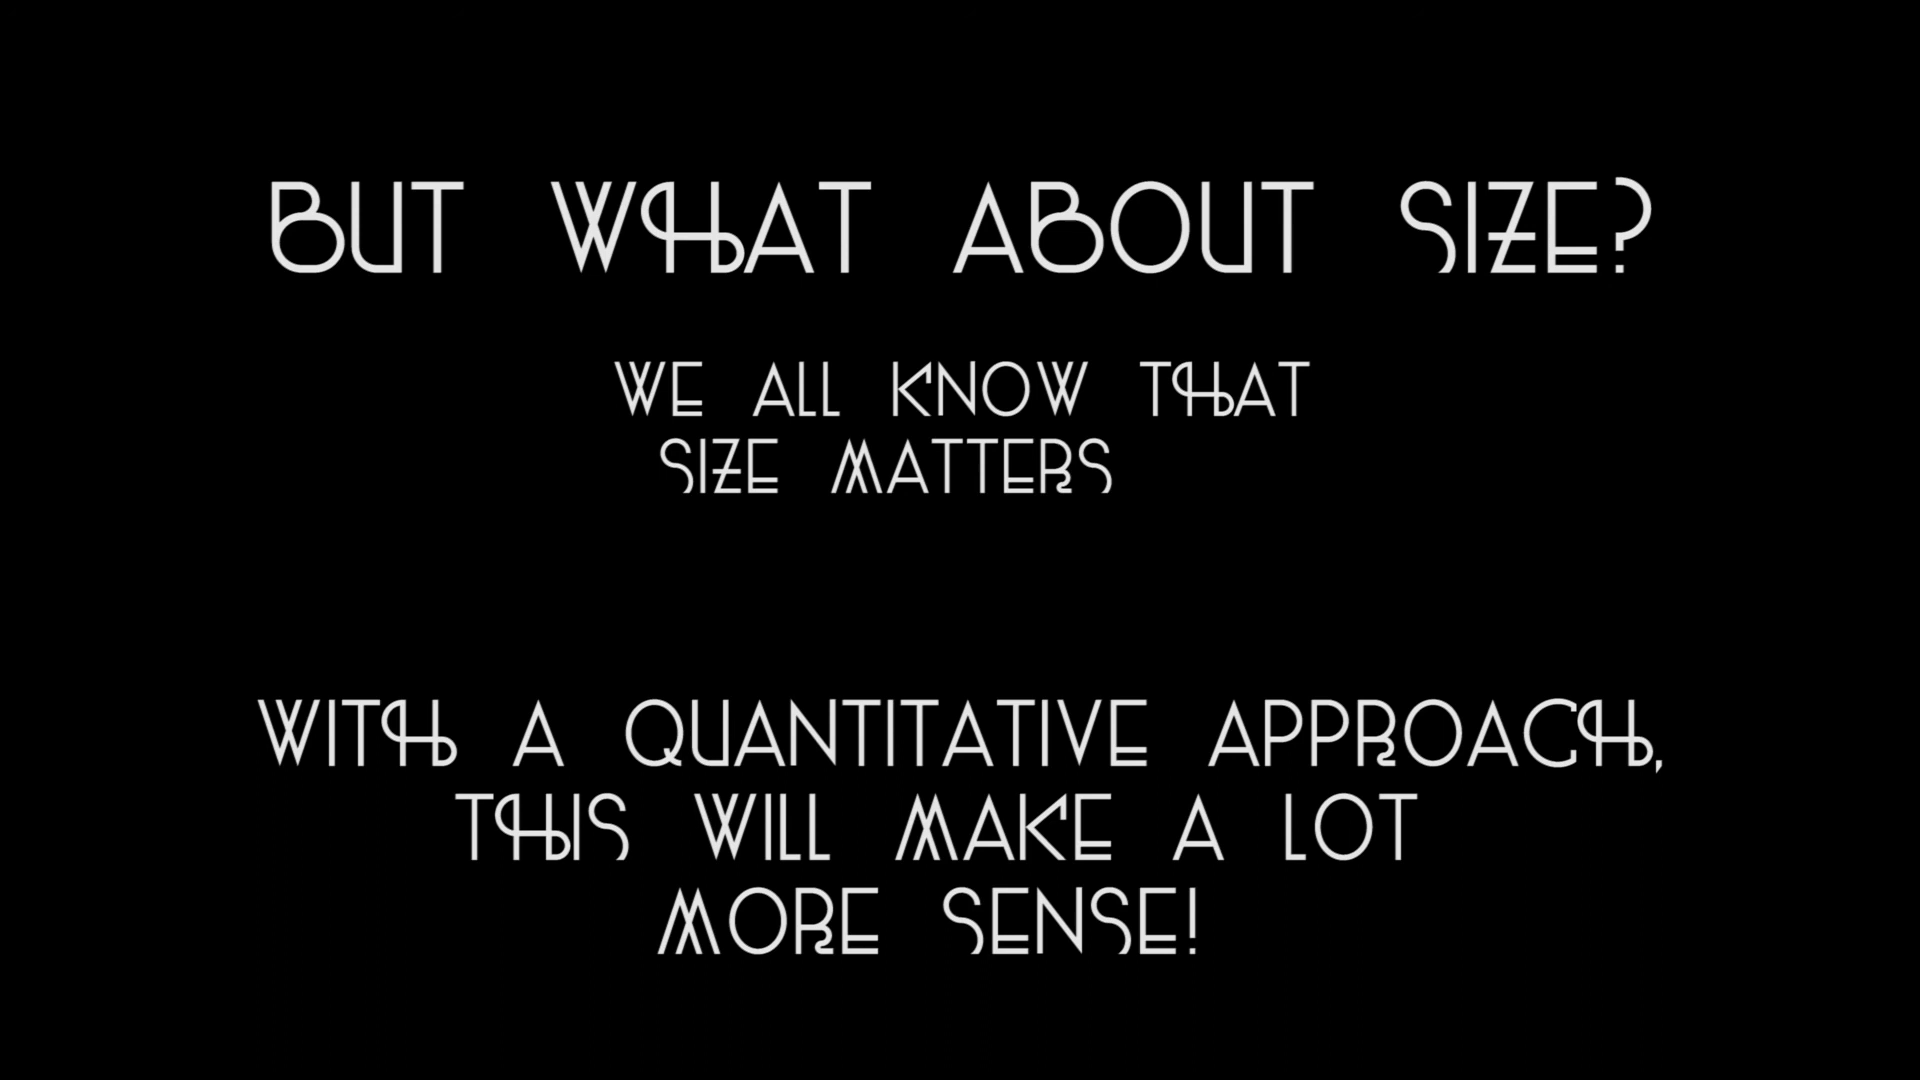 BUT WHAT ABOUT SIZE?
WE ALL KNOW THAT
SIZE MATTERS
WITH A QUANTITATIVE APPROACH,
THIS WILL MAKE A LOT
MORE SENSE!